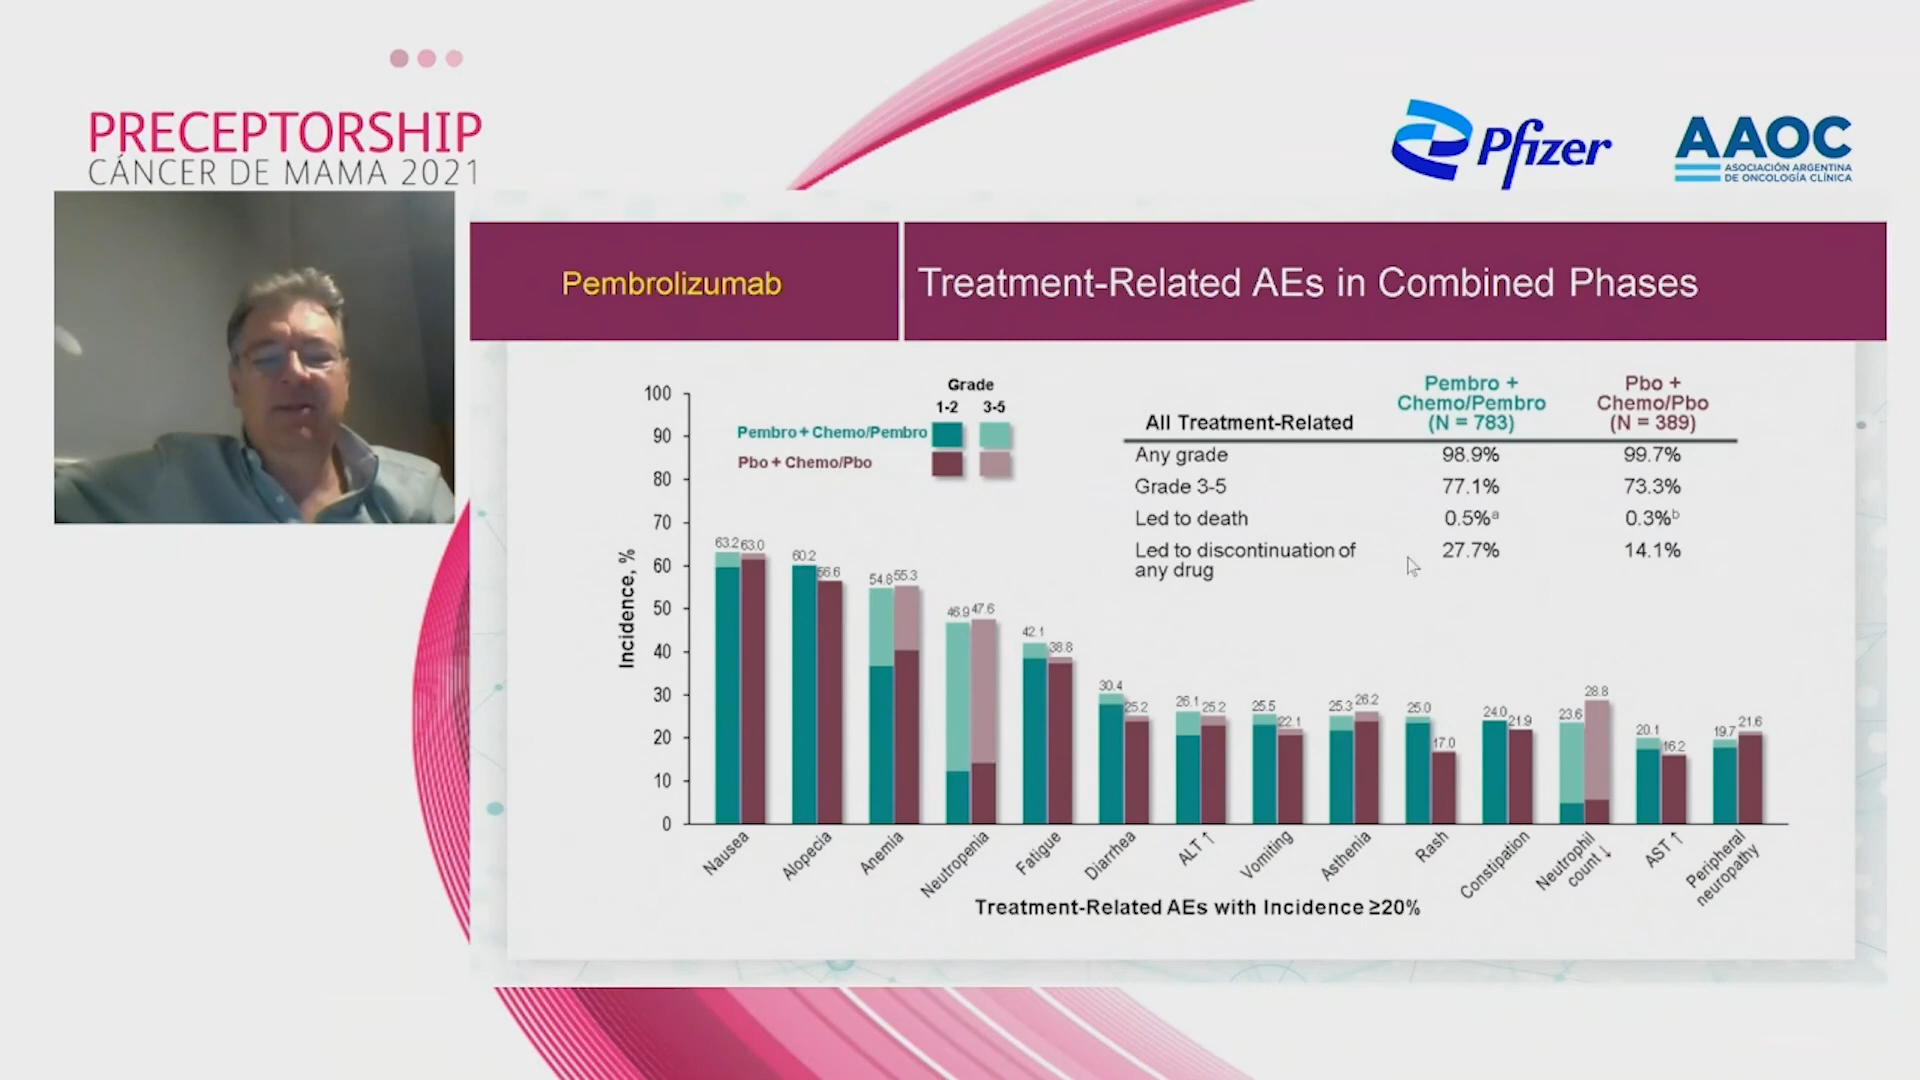 PRECEPTORSHIP
CÁNCER DE MAMA 2021
Pfizer
AAOC
ASOCIACIÓN ARGENTINA
DE ONCOLOGÍA CLÍNICA
Pembrolizumab
Treatment-Related AEs in Combined Phases
Grade
1-2 3-5
Pembro + Chemo/Pembro
Pbo + Chemo/Pbo
All Treatment-Related
Pembro +
Chemo/Pembro
(N = 783)
Pbo +
Chemo/Pbo
(N = 389)
Any grade 98.9% 99.7%
Grade 3-5 77.1% 73.3%
Led to death 0.5%ᵃ 0.3%ᵇ
Led to discontinuation of
any drug
27.7% 14.1%
Incidence, %
100
90
80
70
60
50
40
30
20
10
0
63.2 63.0
60.2 56.6
54.8 55.3
46.9 47.6
42.1 38.8
30.4 25.2
26.1 25.2
25.5 22.1
25.3 26.2
25.0 17.0
24.0 21.9
23.6 28.8
20.1 16.2
19.7 21.6
Nausea
Alopecia
Anemia
Neutropenia
Fatigue
Diarrhea
ALT ↑
Vomiting
Asthenia
Rash
Constipation
Neutrophil
count ↓
AST ↑
Peripheral
neuropathy
Treatment-Related AEs with Incidence ≥20%